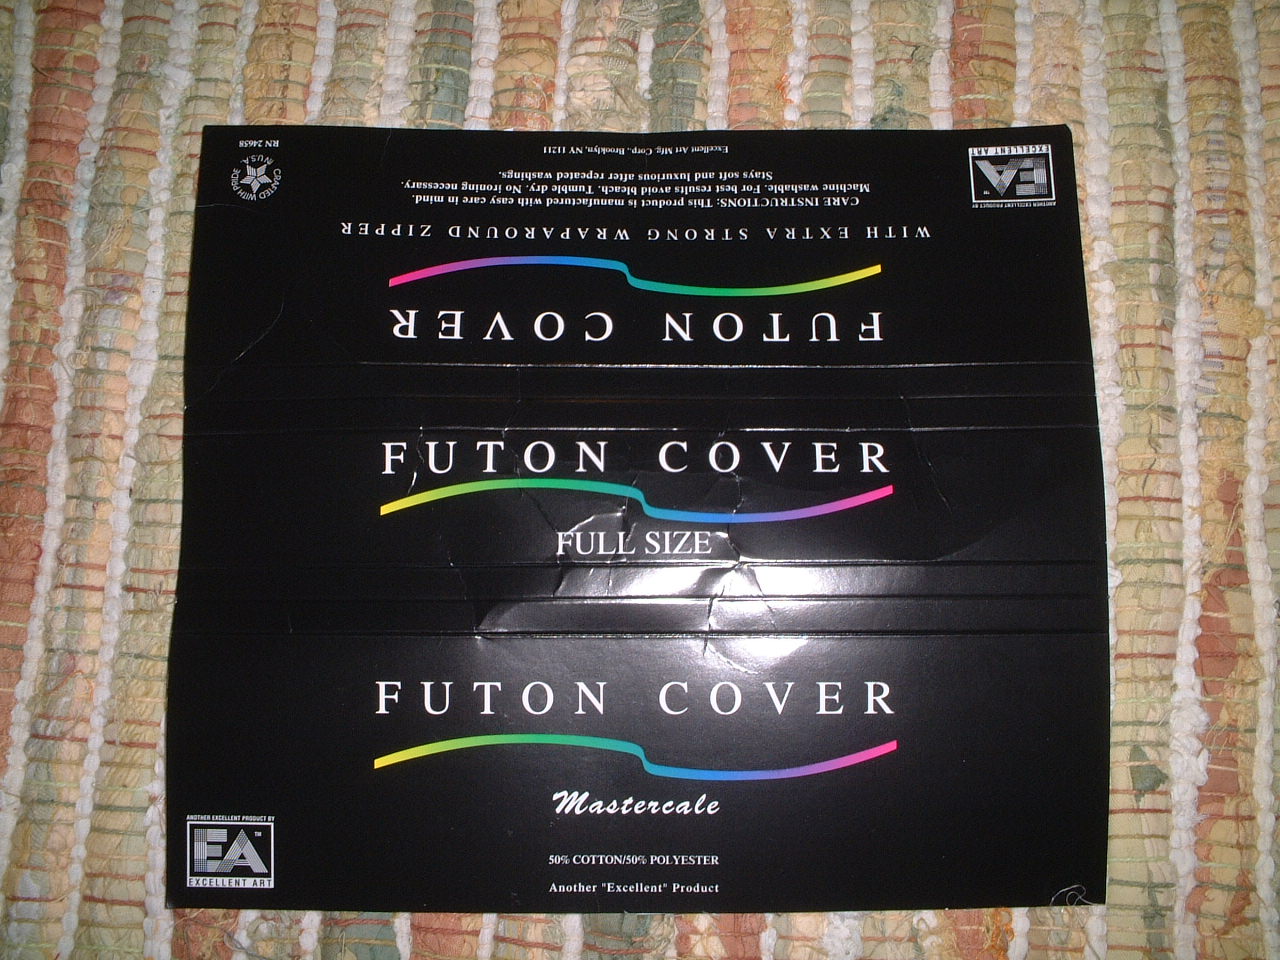 RN 24658
CRAFTED WITH PRIDE IN U.S.A.
Excellent Art Mfg. Corp., Brooklyn, NY 11211
Stays soft and luxurious after repeated washings.
Machine washable. For best results avoid bleach. Tumble dry. No ironing necessary.
CARE INSTRUCTIONS: This product is manufactured with easy care in mind.
EXCELLENT ART
EA™
ANOTHER EXCELLENT PRODUCT BY
WITH EXTRA STRONG WRAPAROUND ZIPPER
FUTON COVER
FUTON COVER
FULL SIZE
FUTON COVER
Mastercale
ANOTHER EXCELLENT PRODUCT BY
EA™
EXCELLENT ART
50% COTTON/50% POLYESTER
Another "Excellent" Product